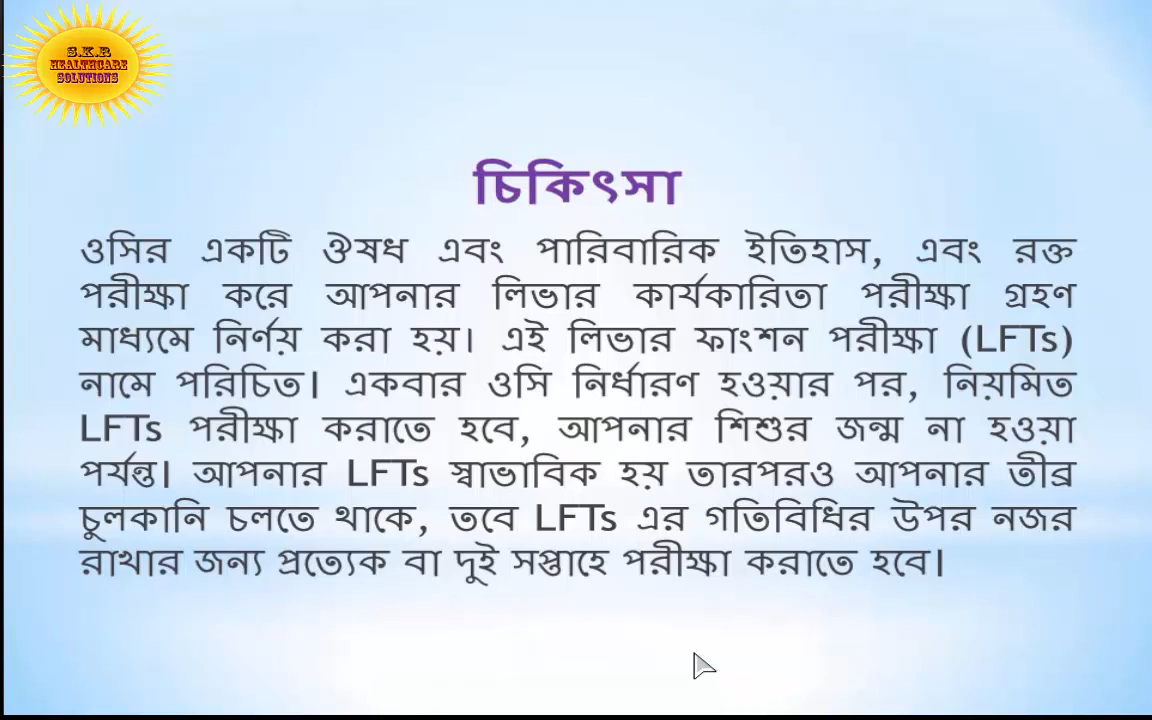 S.K.R
HEALTHCARE
SOLUTIONS
চিকিৎসা
ওসির একটি ঔষধ এবং পারিবারিক ইতিহাস, এবং রক্ত
পরীক্ষা করে আপনার লিভার কার্যকারিতা পরীক্ষা গ্রহণ
মাধ্যমে নির্ণয় করা হয়। এই লিভার ফাংশন পরীক্ষা (LFTs)
নামে পরিচিত। একবার ওসি নির্ধারণ হওয়ার পর, নিয়মিত
LFTs পরীক্ষা করাতে হবে, আপনার শিশুর জন্ম না হওয়া
পর্যন্ত। আপনার LFTs স্বাভাবিক হয় তারপরও আপনার তীব্র
চুলকানি চলতে থাকে, তবে LFTs এর গতিবিধির উপর নজর
রাখার জন্য প্রত্যেক বা দুই সপ্তাহে পরীক্ষা করাতে হবে।